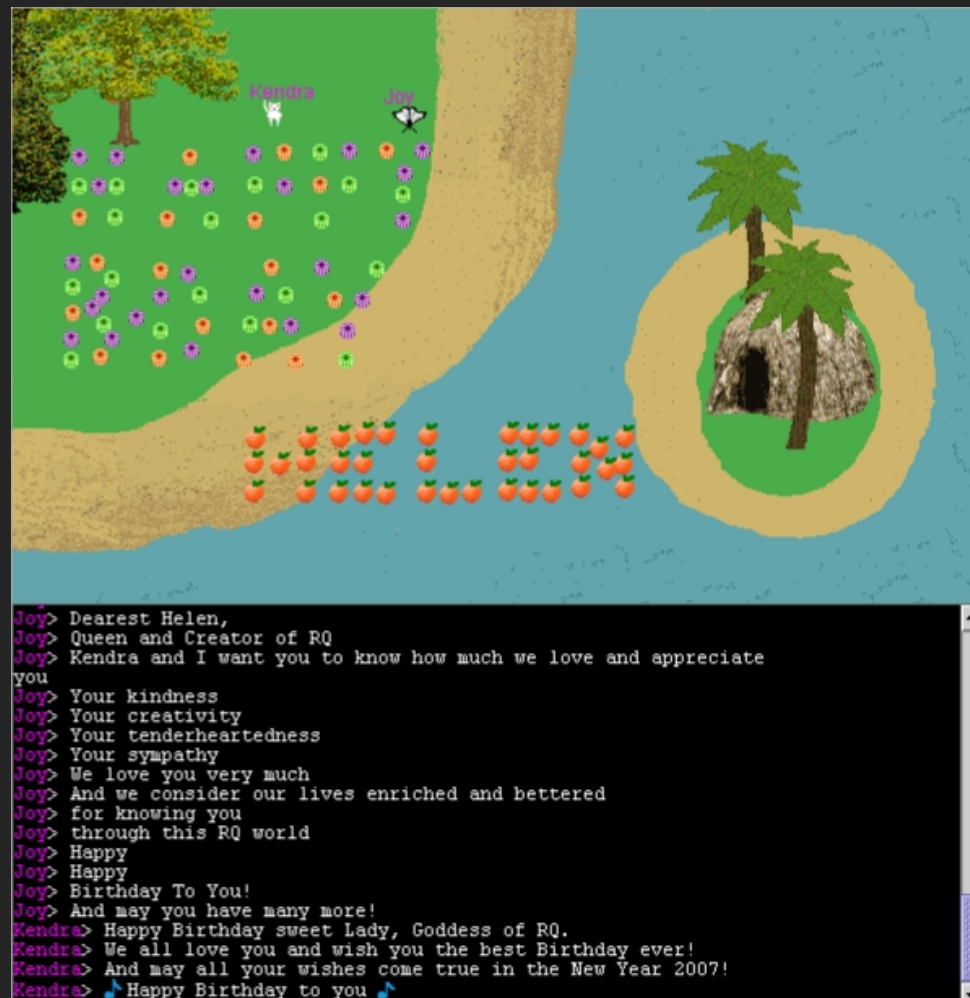 Kendra
Joy
HAPPY
B-DAY
HELEN
Joy> Dearest Helen,
Joy> Queen and Creator of RQ
Joy> Kendra and I want you to know how much we love and appreciate
you
Joy> Your kindness
Joy> Your creativity
Joy> Your tenderheartedness
Joy> Your sympathy
Joy> We love you very much
Joy> And we consider our lives enriched and bettered
Joy> for knowing you
Joy> through this RQ world
Joy> Happy
Joy> Happy
Joy> Birthday To You!
Joy> And may you have many more!
Kendra> Happy Birthday sweet Lady, Goddess of RQ.
Kendra> We all love you and wish you the best Birthday ever!
Kendra> And may all your wishes come true in the New Year 2007!
Kendra> ♪Happy Birthday to you ♪